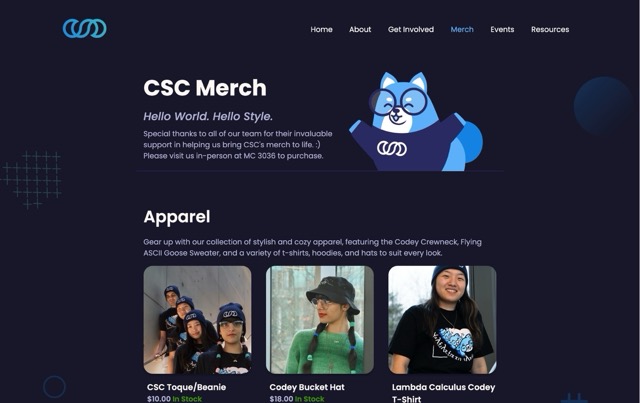 Home About Get Involved Merch Events Resources
CSC Merch
Hello World. Hello Style.
Special thanks to all of our team for their invaluable
support in helping us bring CSC's merch to life. :)
Please visit us in-person at MC 3036 to purchase.
Apparel
Gear up with our collection of stylish and cozy apparel, featuring the Codey Crewneck, Flying
ASCII Goose Sweater, and a variety of t-shirts, hoodies, and hats to suit every look.
CSC Toque/Beanie
$10.00 In Stock
Codey Bucket Hat
$18.00 In Stock
Lambda Calculus Codey
T-Shirt